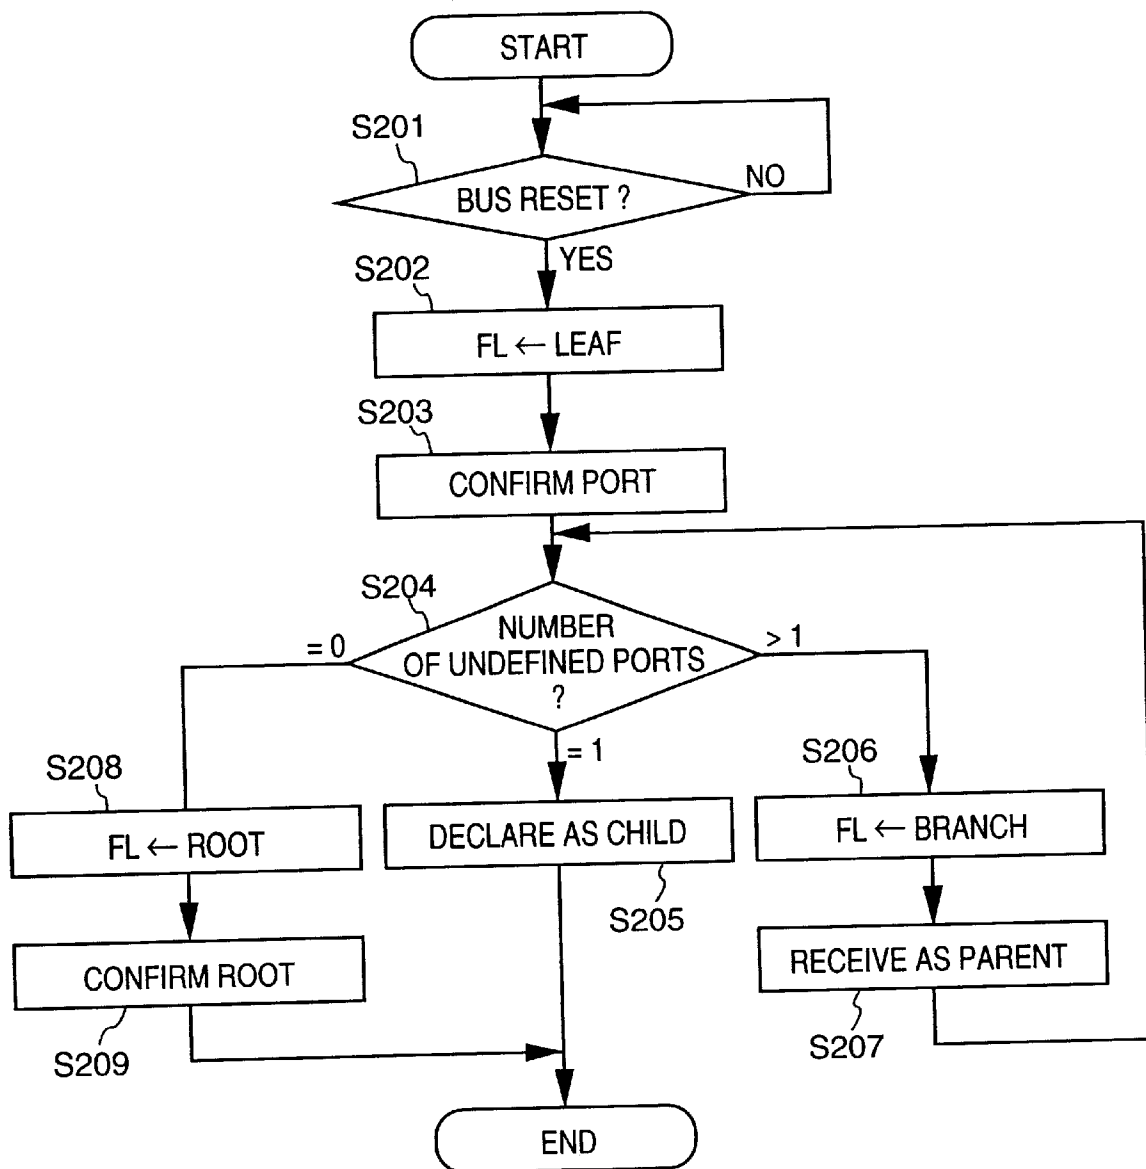 START
S201
BUS RESET ?
NO
YES
S202
FL ← LEAF
S203
CONFIRM PORT
S204
NUMBER
OF UNDEFINED PORTS
?
= 0
= 1
> 1
S208
FL ← ROOT
DECLARE AS CHILD
S205
S206
FL ← BRANCH
CONFIRM ROOT
S209
RECEIVE AS PARENT
S207
END